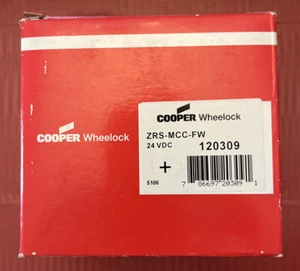 COOPER Wheelock
COOPER Wheelock
ZRS-MCC-FW
24 VDC 120309
+
5106 7 86697 20309 1